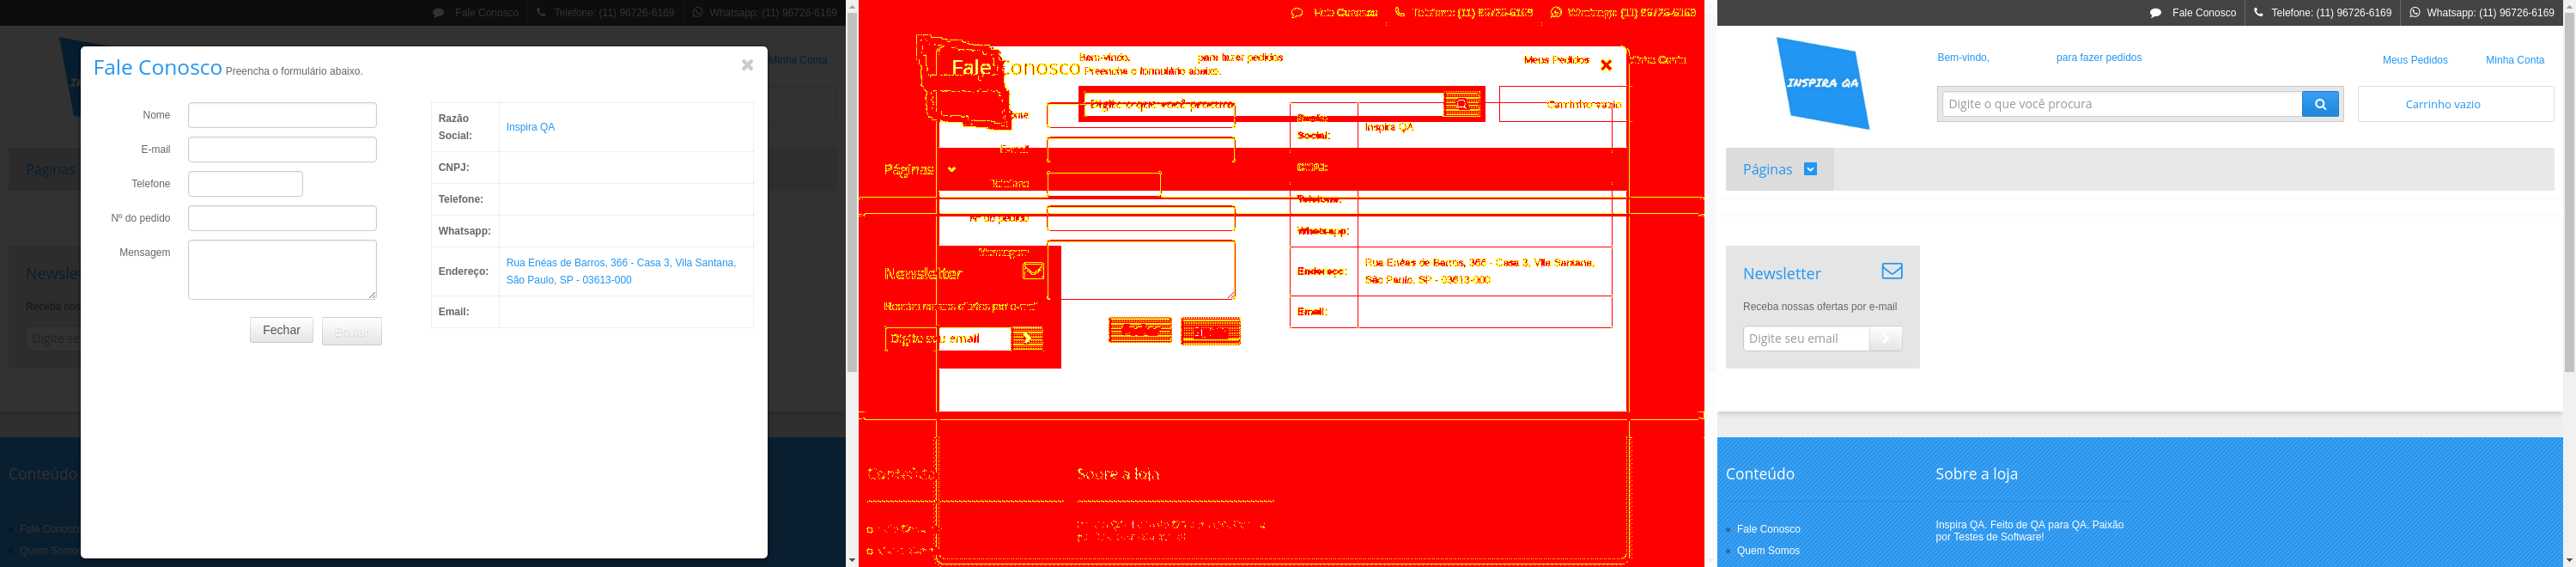 Fale Conosco
Telefone: (11) 96726-6169
Whatsapp: (11) 96726-6169
Fale Conosco Preencha o formulário abaixo.
Minha Conta
Nome
E-mail
Telefone
Nº do pedido
Mensagem
Fechar
Enviar
Razão Social:
Inspira QA
CNPJ:
Telefone:
Whatsapp:
Endereço:
Rua Enéas de Barros, 366 - Casa 3, Vila Santana,
São Paulo, SP - 03613-000
Email:
Páginas
Newslet
Receba nos
Digite se
Conteúdo
Fale Conosco
Quem Somo
Fale Conosco
Telefone: (11) 96726-6169
Whatsapp: (11) 96726-6169
Fale Conosco
Bem-vindo,
para fazer pedidos
Preencha o formulário abaixo.
Meus Pedidos
Minha Conta
Digite o que você procura
Carrinho vazio
Social:
Inspira QA
CNPJ:
Páginas
Telefone
Telefone:
Nº do pedido
Whatsapp:
Mensagem
Newsletter
Endereço:
Rua Enéas de Barros, 366 - Casa 3, Vila Santana,
São Paulo, SP - 03613-000
Receba nossas ofertas por e-mail
Email:
Digite seu email
Conteúdo
Sobre a loja
Fale Conosco
Telefone: (11) 96726-6169
Whatsapp: (11) 96726-6169
INSPIRA QA
Bem-vindo,
para fazer pedidos
Meus Pedidos
Minha Conta
Digite o que você procura
Carrinho vazio
Páginas
Newsletter
Receba nossas ofertas por e-mail
Digite seu email
Conteúdo
Sobre a loja
Fale Conosco
Quem Somos
Inspira QA. Feito de QA para QA. Paixão
por Testes de Software!